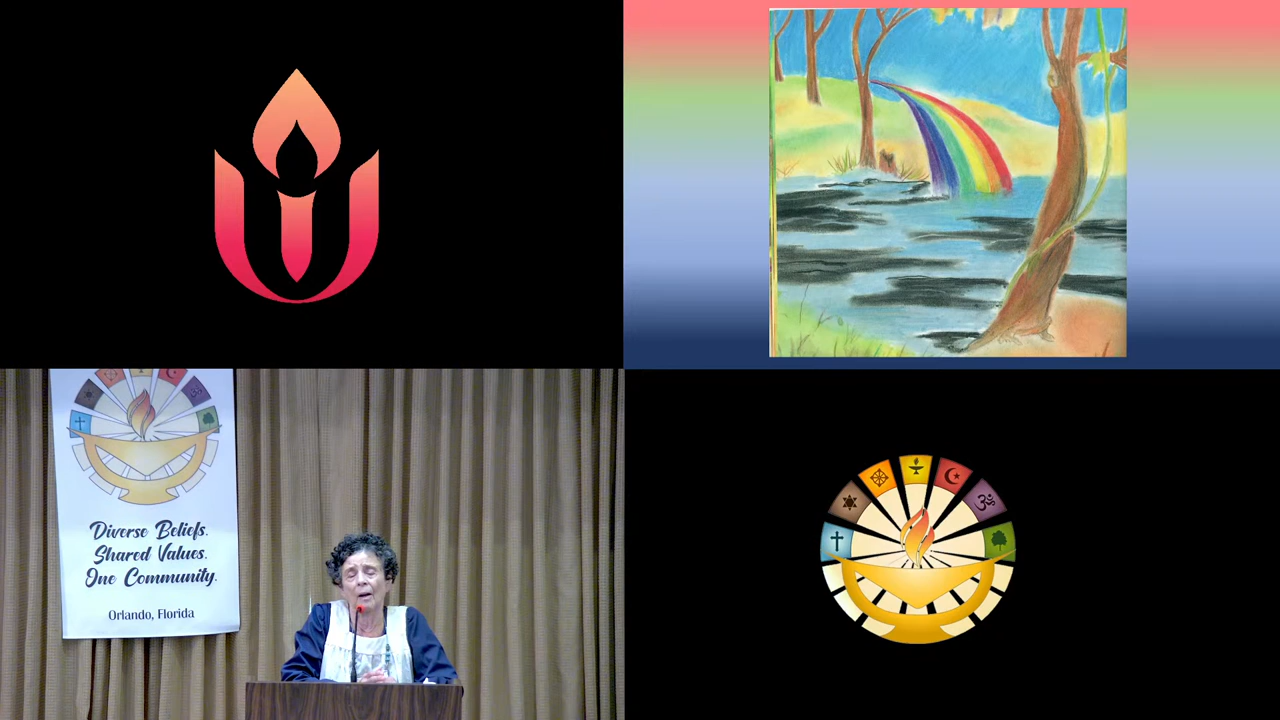 Diverse Beliefs.
Shared Values.
One Community.
Orlando, Florida